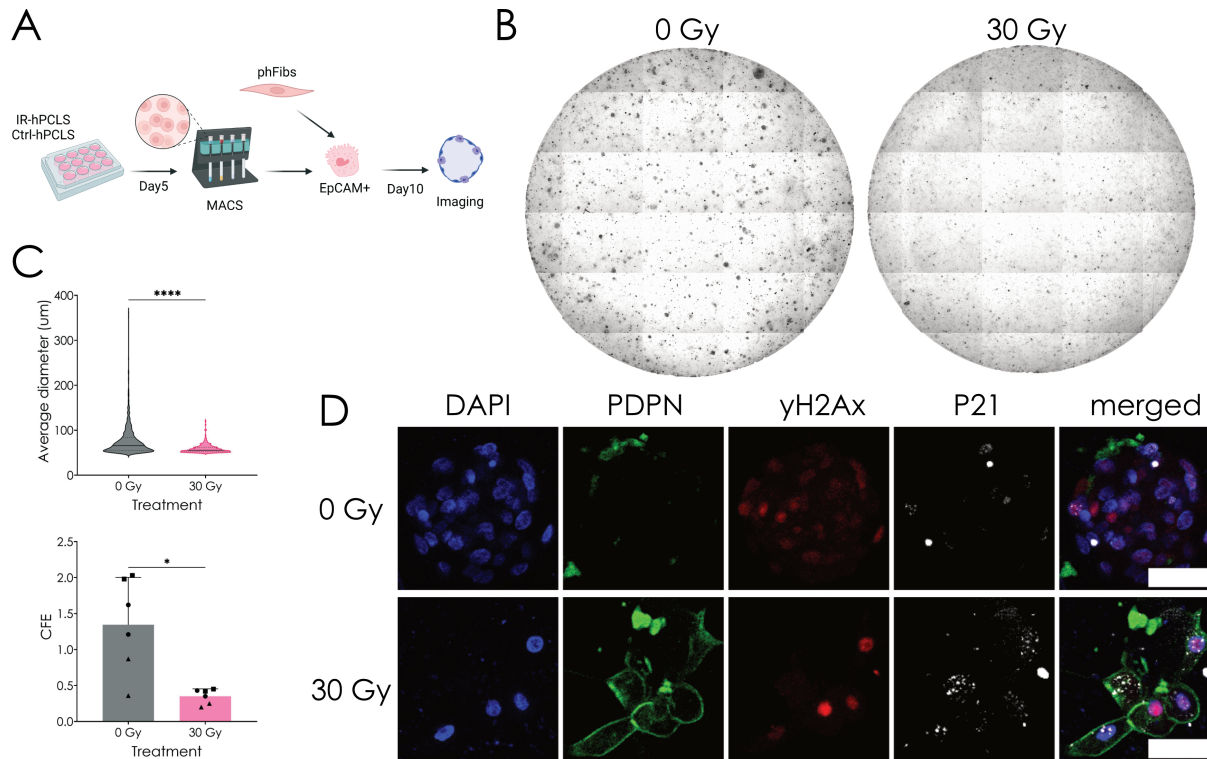 A
phFibs
IR-hPCLS
Ctrl-hPCLS
Day5
MACS
EpCAM+
Day10
Imaging
B
0 Gy
30 Gy
C
400
300
200
100
0
Average diameter (um)
****
0 Gy
30 Gy
Treatment
2.5
2.0
1.5
1.0
0.5
0.0
CFE
*
0 Gy
30 Gy
Treatment
D
DAPI
PDPN
yH2Ax
P21
merged
0 Gy
30 Gy